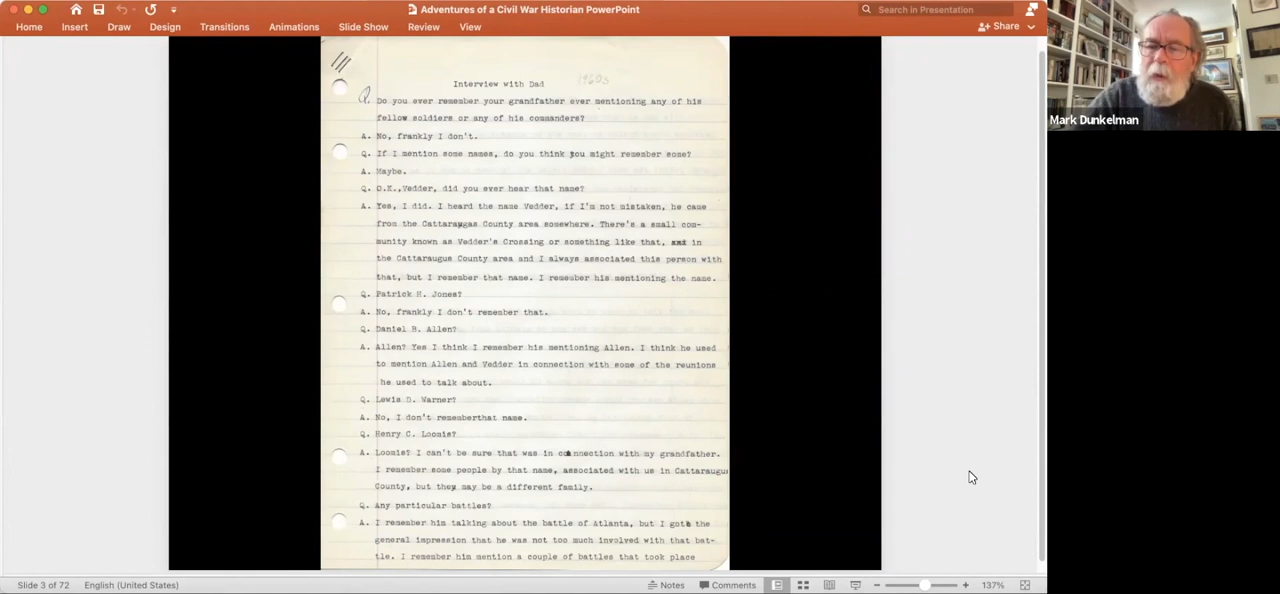 Adventures of a Civil War Historian PowerPoint
Search in Presentation
Home Insert Draw Design Transitions Animations Slide Show Review View
Share
Mark Dunkelman
Interview with Dad 1960s
Q. Do you ever remember your grandfather ever mentioning any of his
fellow soldiers or any of his commanders?
A. No, frankly I don't.
Q. If I mention some names, do you think you might remember some?
A. Maybe.
Q. O.K., Vedder, did you ever hear that name?
A. Yes, I did. I heard the name Vedder, if I'm not mistaken, he came
from the Cattaraugas County area somewhere. There's a small com-
munity known as Vedder's Crossing or something like that, in
the Cattaraugus County area and I always associated this person with
that, but I remember that name. I remember his mentioning the name.
Q. Patrick H. Jones?
A. No, frankly I don't remember that.
Q. Daniel B. Allen?
A. Allen? Yes I think I remember his mentioning Allen. I think he used
to mention Allen and Vedder in connection with some of the reunions
he used to talk about.
Q. Lewis D. Warner?
A. No, I don't rememberthat name.
Q. Henry C. Loomis?
A. Loomis? I can't be sure that was in connection with my grandfather.
I remember some people by that name, associated with us in Cattaraugu
County, but they may be a different family.
Q. Any particular battles?
A. I remember him talking about the battle of Atlanta, but I got the
general impression that he was not too much involved with that bat-
tle. I remember him mention a couple of battles that took place
Slide 3 of 72 English (United States) Notes Comments 137%